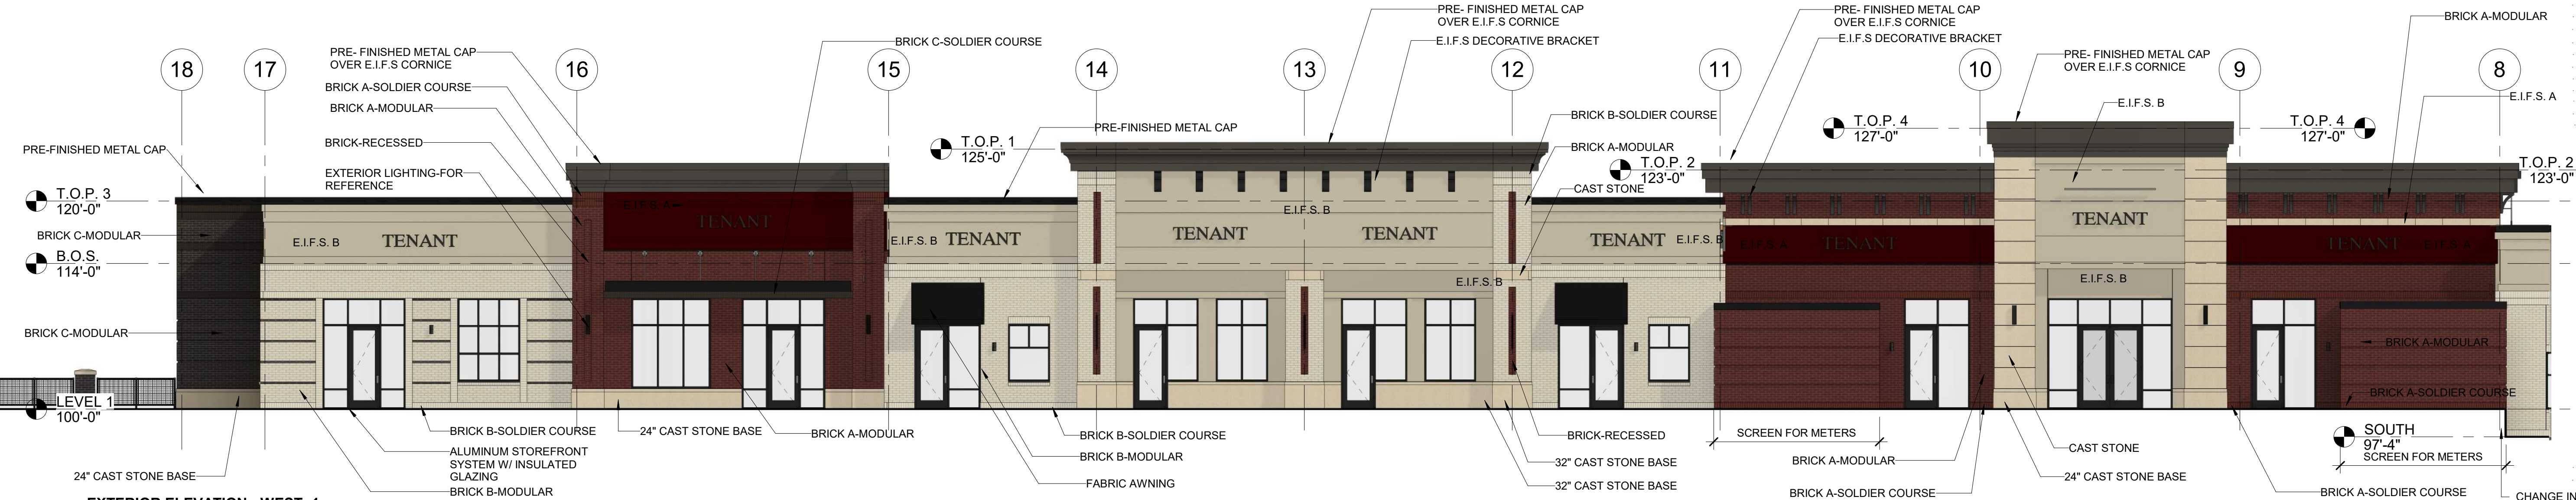 PRE- FINISHED METAL CAP
OVER E.I.F.S CORNICE
PRE- FINISHED METAL CAP
OVER E.I.F.S CORNICE
BRICK A-MODULAR
E.I.F.S DECORATIVE BRACKET
E.I.F.S DECORATIVE BRACKET
BRICK C-SOLDIER COURSE
PRE- FINISHED METAL CAP
OVER E.I.F.S CORNICE
PRE- FINISHED METAL CAP
OVER E.I.F.S CORNICE
18
17
16
15
14
13
12
11
10
9
8
BRICK A-SOLDIER COURSE
BRICK A-MODULAR
BRICK-RECESSED
EXTERIOR LIGHTING-FOR
REFERENCE
PRE-FINISHED METAL CAP
PRE-FINISHED METAL CAP
BRICK B-SOLDIER COURSE
BRICK A-MODULAR
CAST STONE
E.I.F.S. B
E.I.F.S. A
T.O.P. 1
125'-0"
T.O.P. 2
123'-0"
T.O.P. 4
127'-0"
T.O.P. 4
127'-0"
T.O.P. 2
123'-0"
T.O.P. 3
120'-0"
BRICK C-MODULAR
B.O.S.
114'-0"
BRICK C-MODULAR
LEVEL 1
100'-0"
E.I.F.S. B
TENANT
E.I.F.S. A
TENANT
E.I.F.S. B
TENANT
TENANT
E.I.F.S. B
TENANT
E.I.F.S. B
TENANT
E.I.F.S. B
E.I.F.S. A
TENANT
TENANT
E.I.F.S. B
TENANT
E.I.F.S. A
BRICK A-MODULAR
BRICK A-SOLDIER COURSE
24" CAST STONE BASE
BRICK B-SOLDIER COURSE
ALUMINUM STOREFRONT
SYSTEM W/ INSULATED
GLAZING
BRICK B-MODULAR
24" CAST STONE BASE
BRICK A-MODULAR
BRICK B-SOLDIER COURSE
BRICK B-MODULAR
FABRIC AWNING
BRICK-RECESSED
32" CAST STONE BASE
32" CAST STONE BASE
SCREEN FOR METERS
BRICK A-MODULAR
BRICK A-SOLDIER COURSE
CAST STONE
24" CAST STONE BASE
SOUTH
97'-4"
SCREEN FOR METERS
BRICK A-SOLDIER COURSE
CHANGE IN
EXTERIOR ELEVATION - WEST